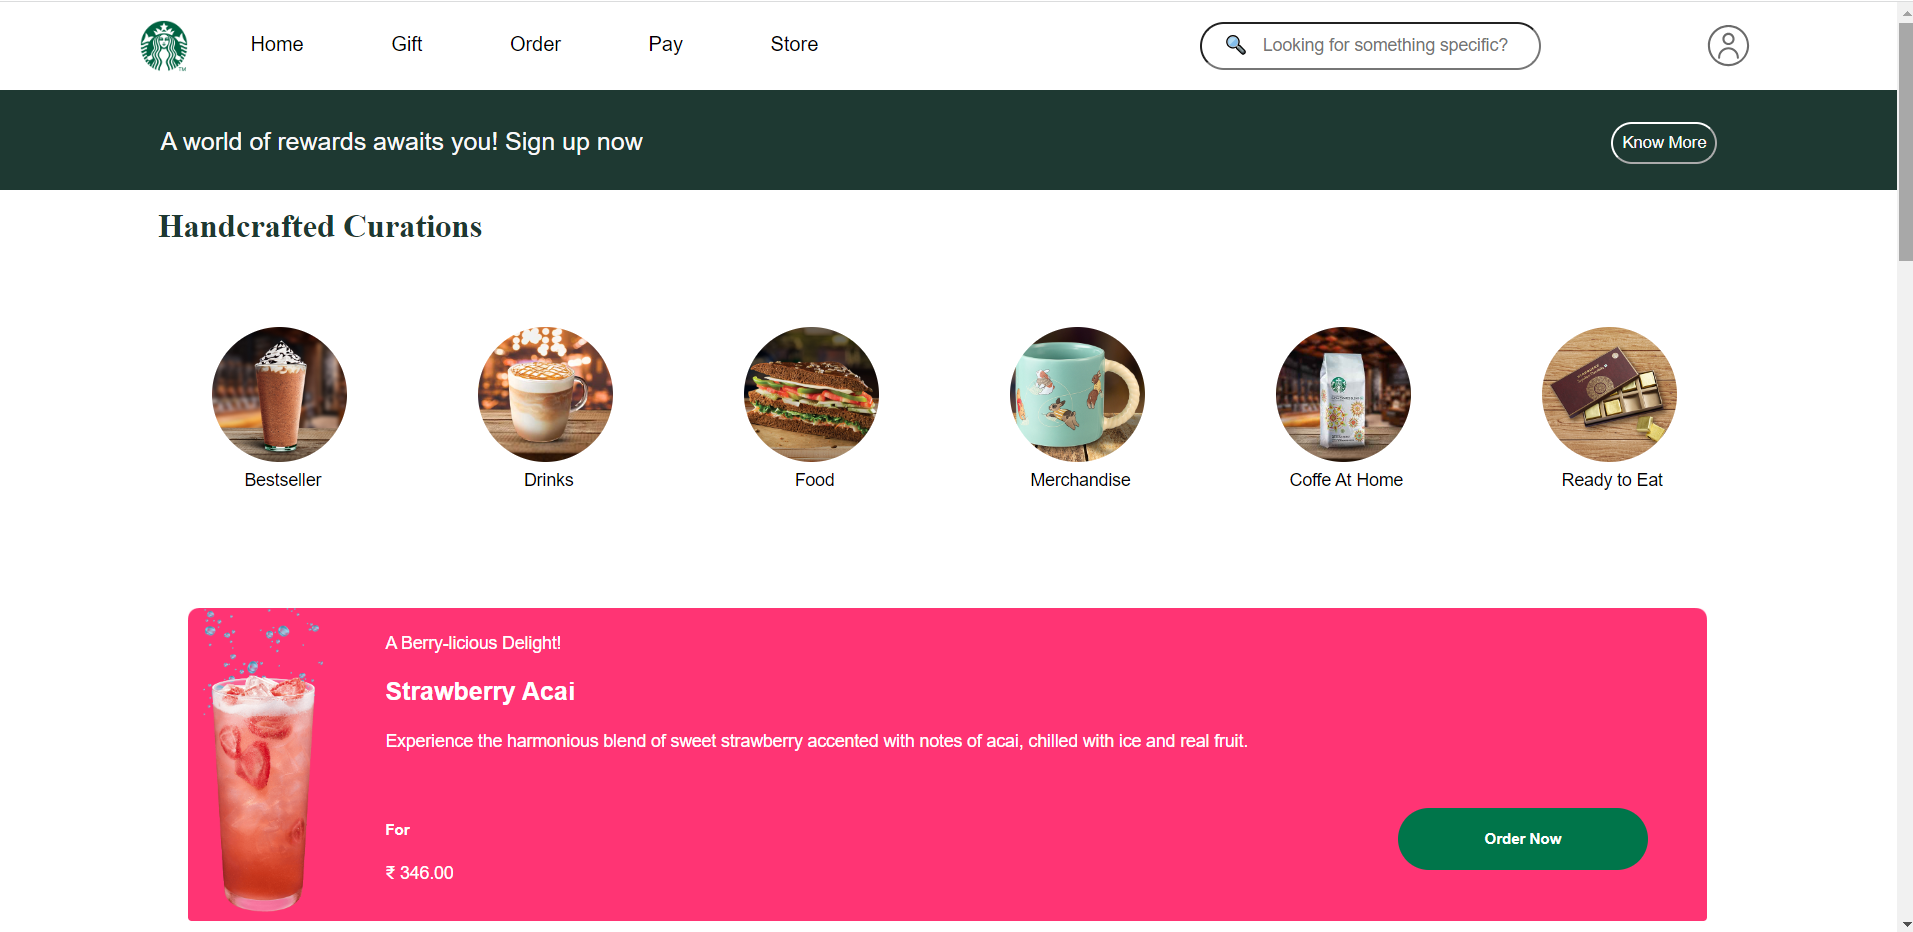 Home Gift Order Pay Store Looking for something specific?
A world of rewards awaits you! Sign up now Know More
Handcrafted Curations
Bestseller Drinks Food Merchandise Coffe At Home Ready to Eat
A Berry-licious Delight!
Strawberry Acai
Experience the harmonious blend of sweet strawberry accented with notes of acai, chilled with ice and real fruit.
For
Order Now
₹ 346.00